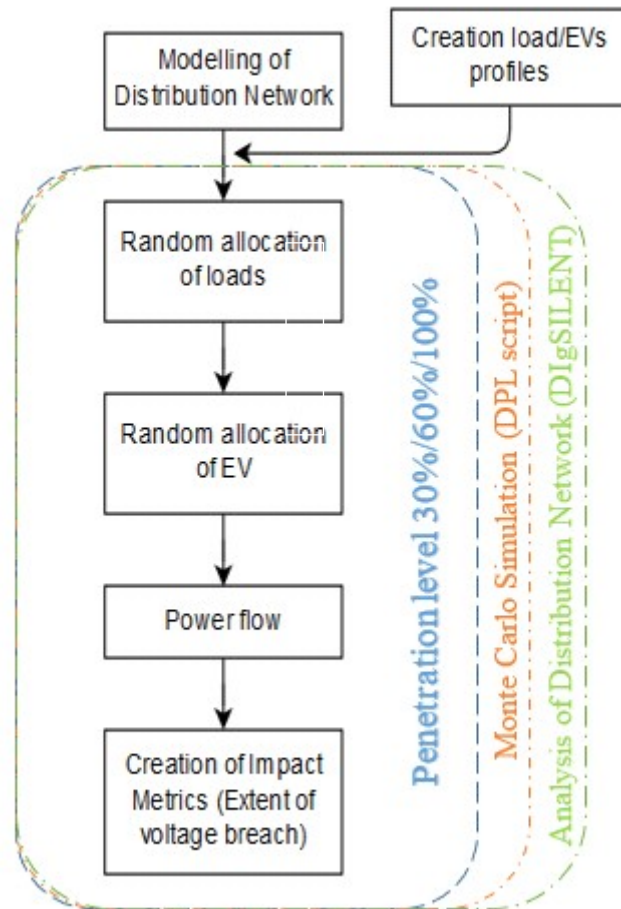 Modelling of
Distribution Network
Creation load/EVs
profiles
Random allocation
of loads
Random allocation
of EV
Power flow
Creation of Impact
Metrics (Extent of
voltage breach)
Penetration level 30%/60%/100%
Monte Carlo Simulation (DPL script)
Analysis of Distribution Network (DIgSILENT)